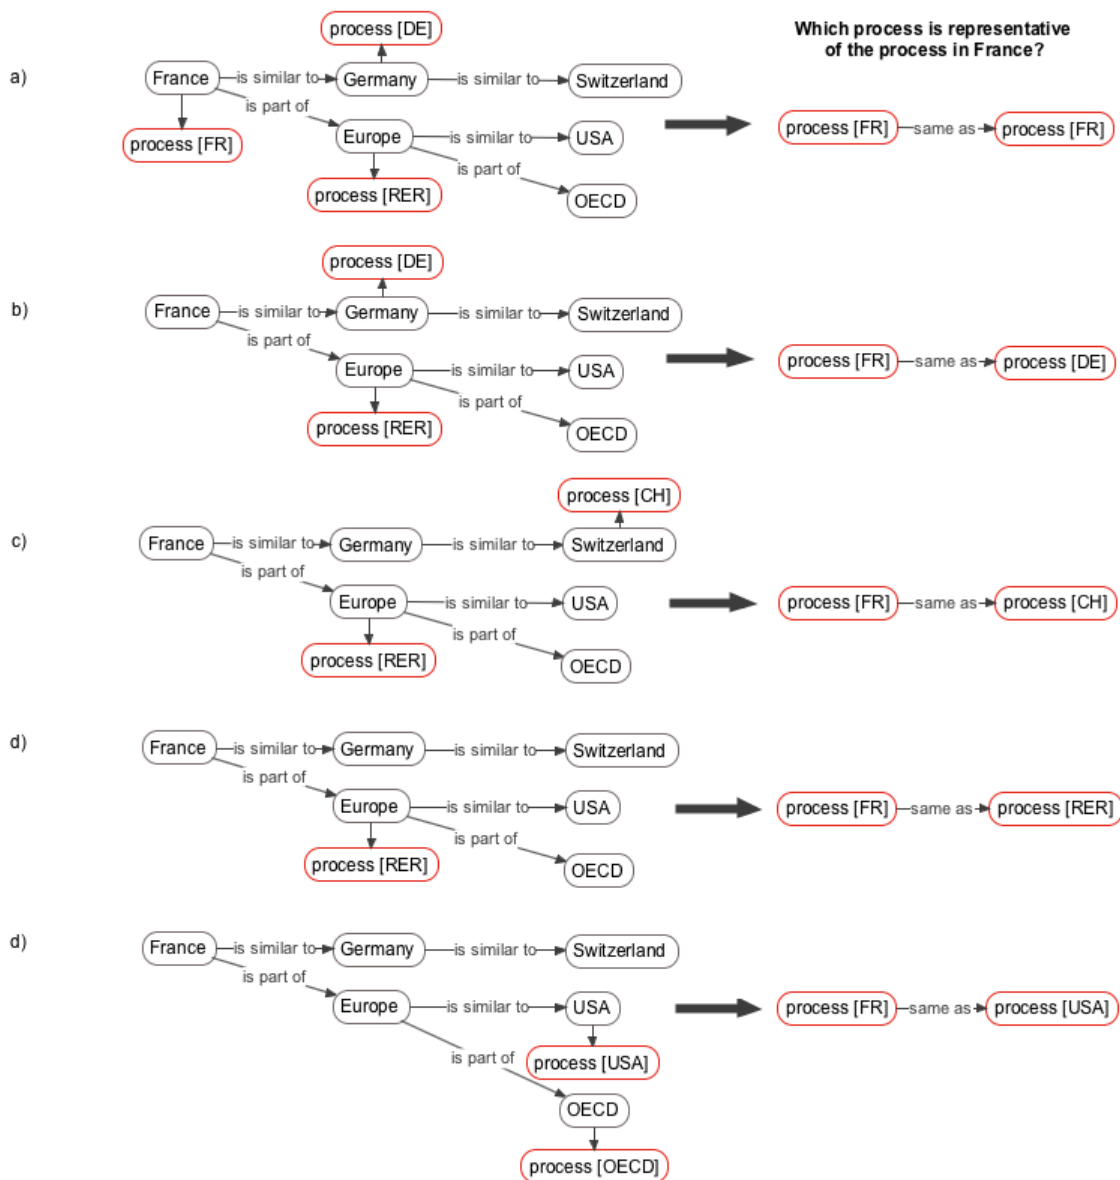 Which process is representative
of the process in France?
a)
process [DE]
France is similar to Germany is similar to Switzerland
is part of
process [FR]
Europe is similar to USA
is part of
process [RER]
OECD
process [FR] same as process [FR]
b)
process [DE]
France is similar to Germany is similar to Switzerland
is part of
Europe is similar to USA
is part of
process [RER]
OECD
process [FR] same as process [DE]
c)
process [CH]
France is similar to Germany is similar to Switzerland
is part of
Europe is similar to USA
is part of
process [RER]
OECD
process [FR] same as process [CH]
d)
France is similar to Germany is similar to Switzerland
is part of
Europe is similar to USA
is part of
process [RER]
OECD
process [FR] same as process [RER]
d)
France is similar to Germany is similar to Switzerland
is part of
Europe is similar to USA
process [USA]
is part of
OECD
process [OECD]
process [FR] same as process [USA]